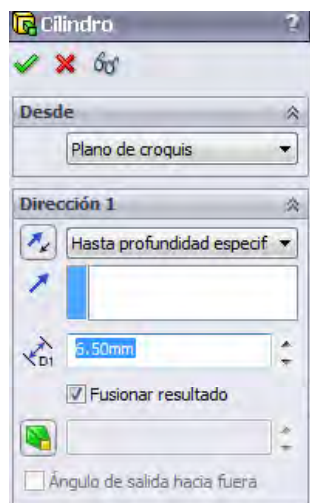 Cilindro ?
Desde
Plano de croquis
Dirección 1
Hasta profundidad especif
D1 6.50mm
Fusionar resultado
Ángulo de salida hacia fuera